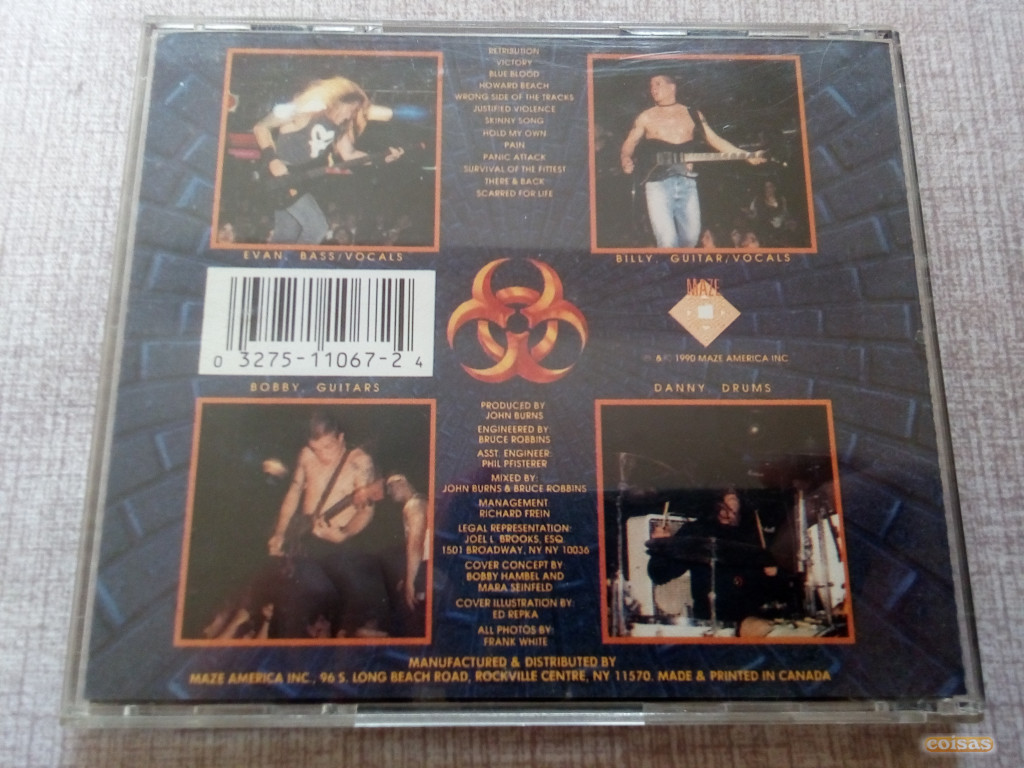 RETRIBUTION
VICTORY
BLUE BLOOD
HOWARD BEACH
WRONG SIDE OF THE TRACKS
JUSTIFIED VIOLENCE
SKINNY SONG
HOLD MY OWN
PAIN
PANIC ATTACK
SURVIVAL OF THE FITTEST
THERE & BACK
SCARRED FOR LIFE
EVAN, BASS/VOCALS
BILLY, GUITAR/VOCALS
0 3275-11067-2 4
MAZE
1990 MAZE AMERICA INC
BOBBY, GUITARS
DANNY, DRUMS
PRODUCED BY
JOHN BURNS
ENGINEERED BY
BRUCE ROBBINS
ASST. ENGINEER:
PHIL PFISTERER
MIXED BY:
JOHN BURNS & BRUCE ROBBINS
MANAGEMENT:
RICHARD FREIN
LEGAL REPRESENTATION:
JOEL L. BROOKS, ESQ.
1501 BROADWAY, NY NY 10036
COVER CONCEPT BY
BOBBY HAMBEL AND
MARA SEINFELD
COVER ILLUSTRATION BY:
ED REPKA
ALL PHOTOS BY:
FRANK WHITE
MANUFACTURED & DISTRIBUTED BY
MAZE AMERICA INC., 96 S. LONG BEACH ROAD, ROCKVILLE CENTRE, NY 11570. MADE & PRINTED IN CANADA
coisas